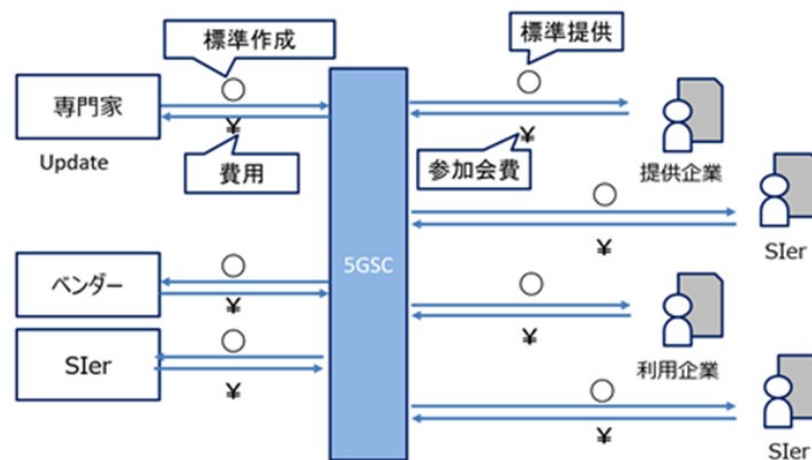 標準作成
標準提供
専門家
¥
Update
費用
¥
参加会費
提供企業
¥
SIer
ベンダー
¥
5GSC
SIer
¥
¥
利用企業
¥
SIer